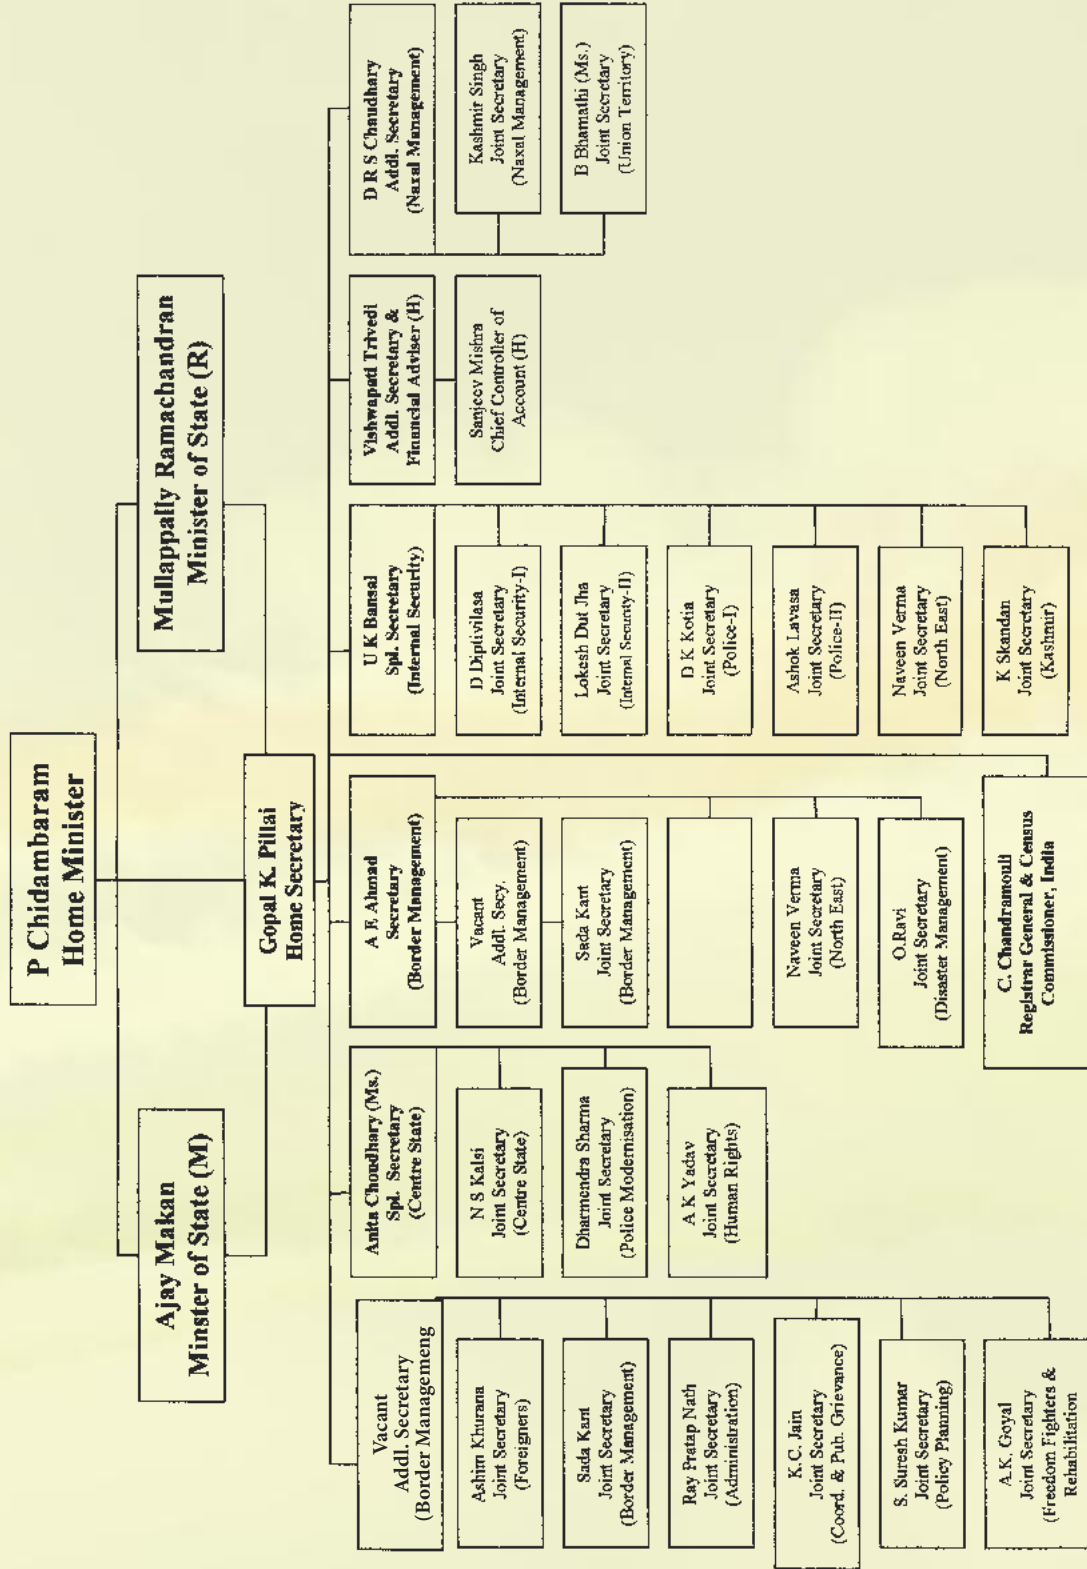 P Chidambaram
Home Minister
Ajay Makan
Minster of State (M)
Mullappally Ramachandran
Minister of State (R)
Gopal K. Pillai
Home Secretary
Vacant
Addl. Secretary
(Border Managemeng
Ashim Khurana
Joint Secretary
(Foreigners)
Sada Kant
Joint Secretary
(Border Management)
Ray Pratap Nath
Joint Secretary
(Administration)
K.C. Jain
Joint Secretary
(Coord. & Pub. Grievance)
S. Suresh Kumar
Joint Secretary
(Policy Planning)
A.K. Goyal
Joint Secretary
(Freedom Fighters &
Rehabilitation
Anita Choudhary (Ms.)
Spl. Secretary
(Centre State)
N S Kalsi
Joint Secretary
(Centre State)
Dharmendra Sharma
Joint Secretary
(Police Modernisation)
A K Yadav
Joint Secretary
(Human Rights)
A E Ahmad
Secretary
(Border Management)
Vacant
Addl. Secy.
(Border Management)
Sada Kant
Joint Secretary
(Border Management)
Naveen Verma
Joint Secretary
(North East)
O.Ravi
Joint Secretary
(Disaster Management)
C. Chandramouli
Registrar General & Census
Commissioner, India
U K Bansal
Spl. Secretary
(Internal Security)
D Diptivilasa
Joint Secretary
(Internal Security-I)
Lokesh Dut Jha
Joint Secretary
(Internal Security-II)
D K Kotia
Joint Secretary
(Police-I)
Ashok Lavasa
Joint Secretary
(Police-II)
Naveen Verma
Joint Secretary
(North East)
K Skandan
Joint Secretary
(Kashmir)
Vishwapati Trivedi
Addl. Secretary &
Financial Adviser (H)
Sanjeev Mishra
Chief Controller of
Account (H)
D R S Chaudhary
Addl. Secretary
(Naxal Management)
Kashmir Singh
Joint Secretary
(Naxal Management)
B Bhamathi (Ms.)
Joint Secretary
(Union Territory)